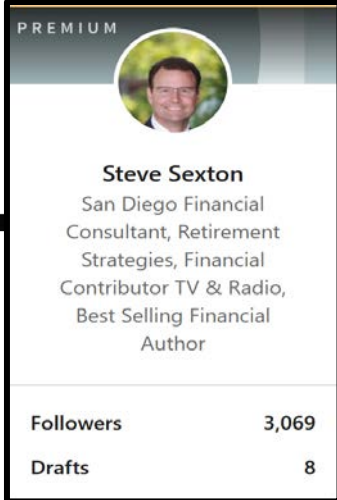 PREMIUM
Steve Sexton
San Diego Financial
Consultant, Retirement
Strategies, Financial
Contributor TV & Radio,
Best Selling Financial
Author
Followers 3,069
Drafts 8